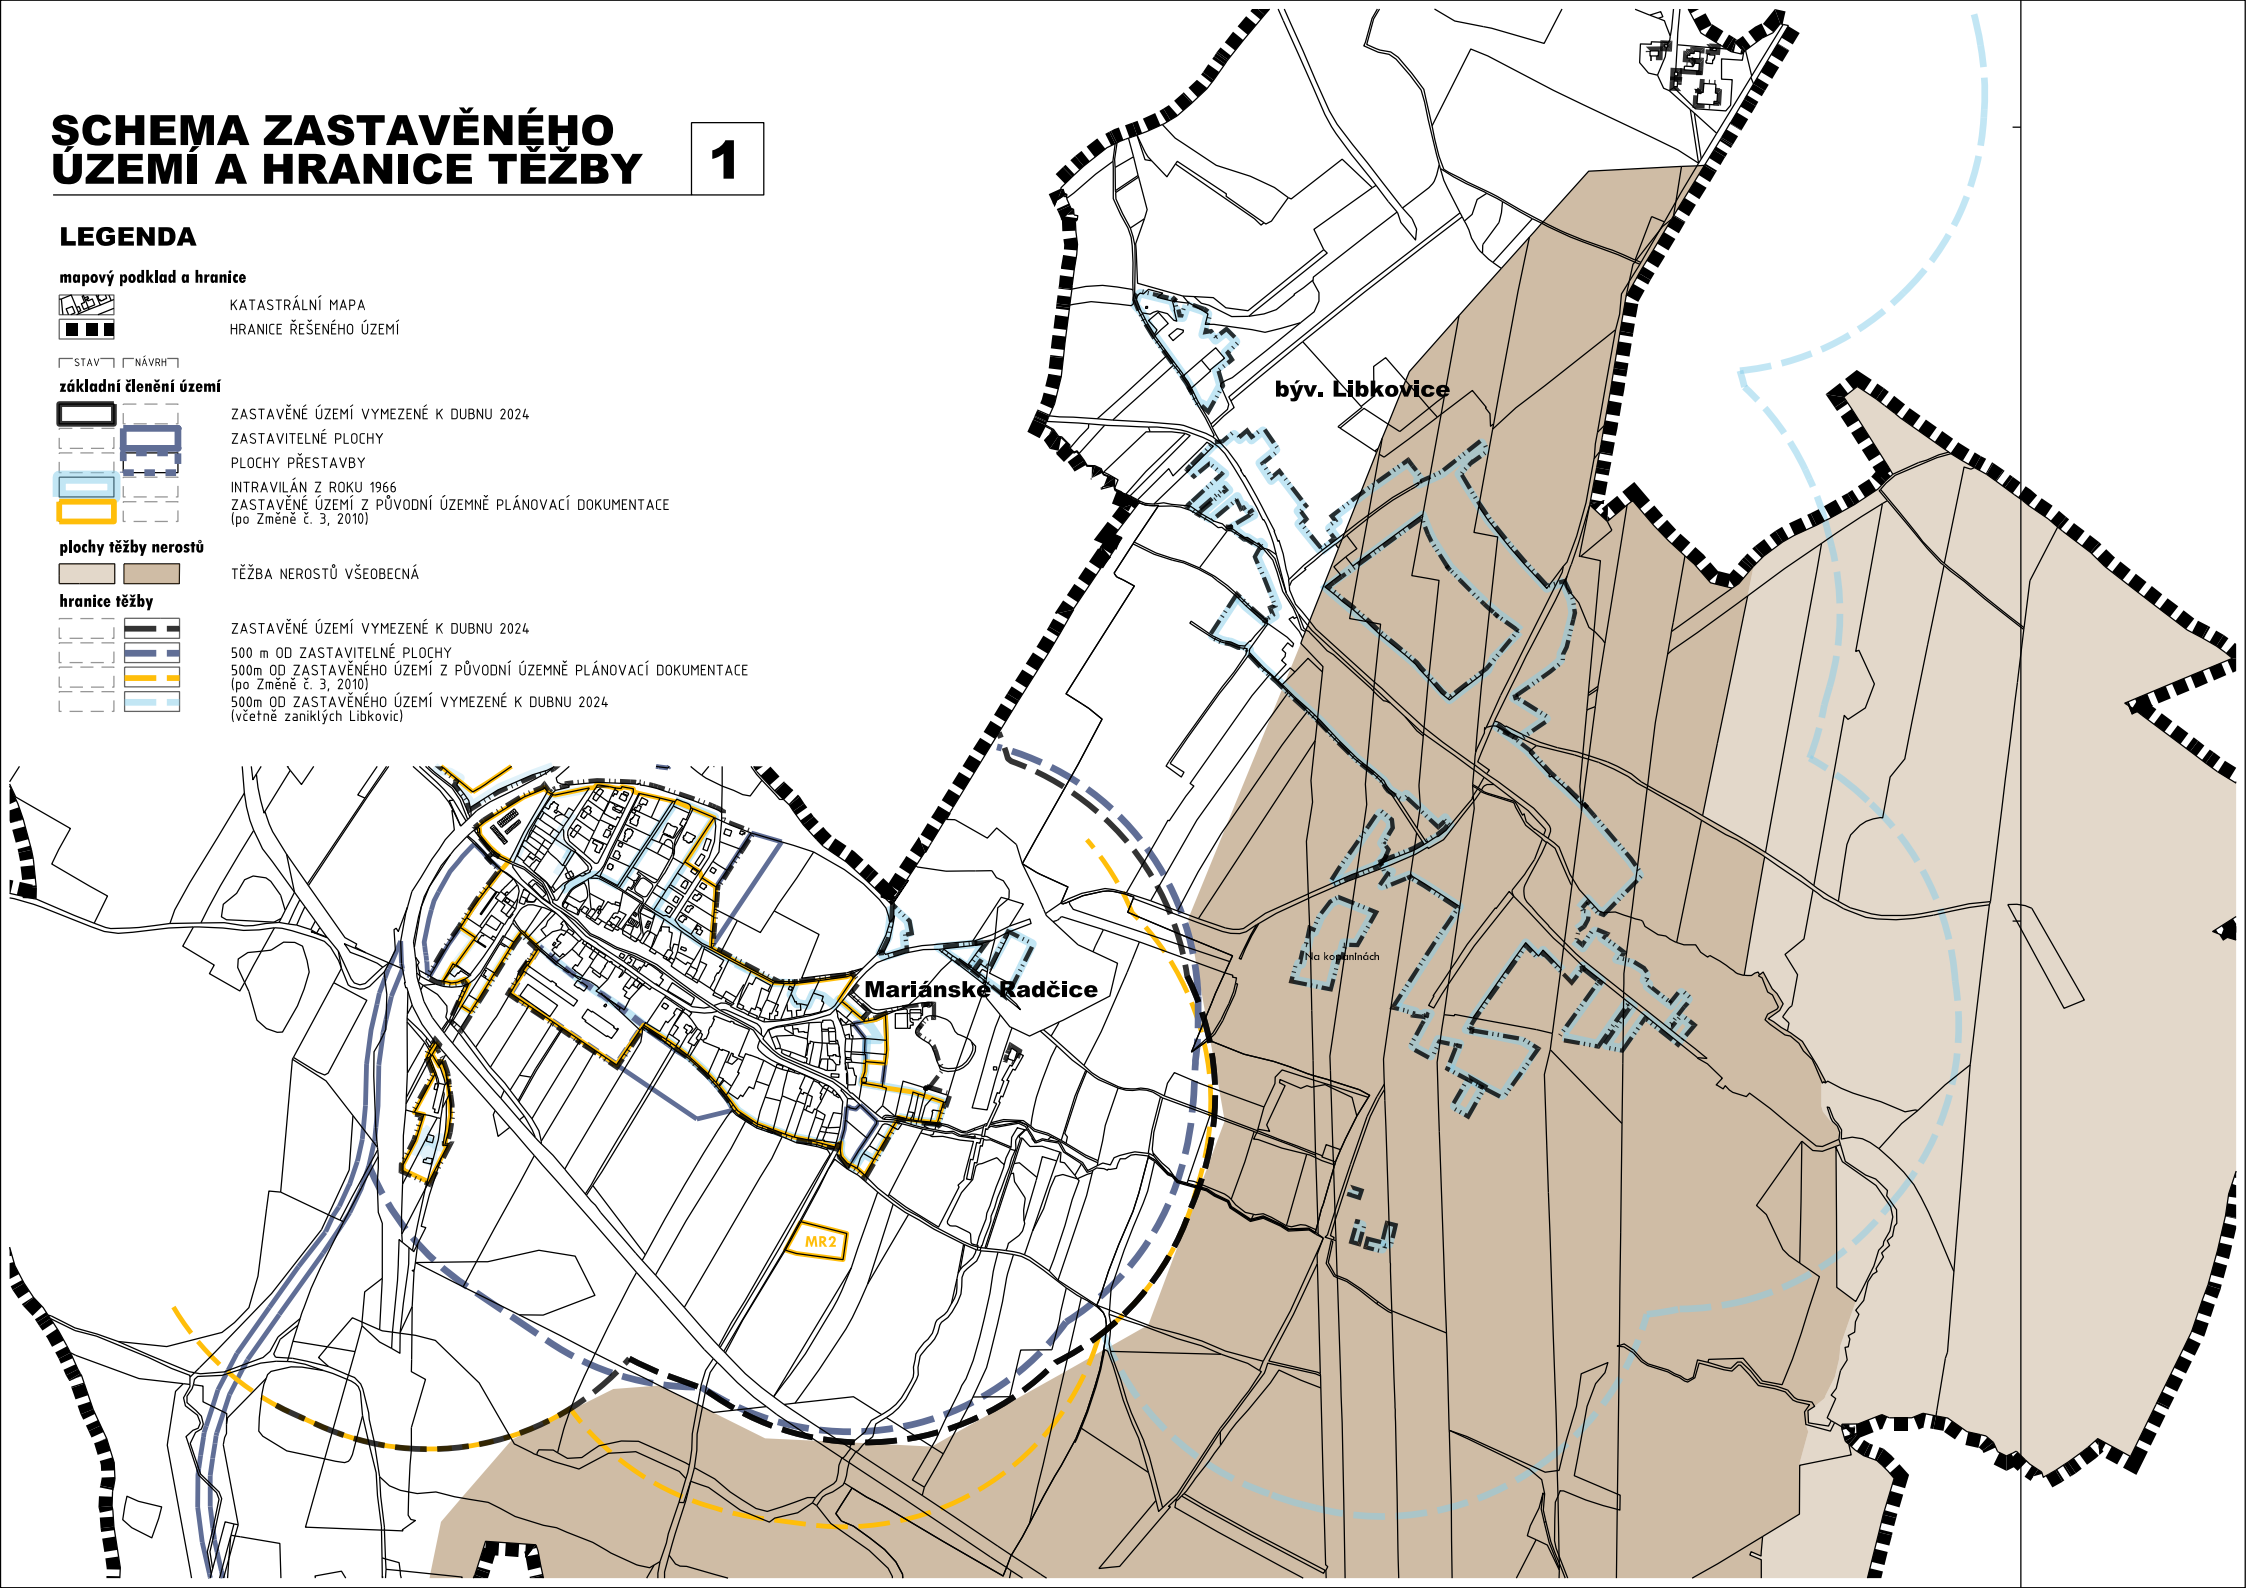 SCHEMA ZASTAVĚNÉHO
ÚZEMÍ A HRANICE TĚŽBY
1
LEGENDA
mapový podklad a hranice
KATASTRÁLNÍ MAPA
HRANICE ŘEŠENÉHO ÚZEMÍ
STAV NÁVRH
základní členění území
ZASTAVĚNÉ ÚZEMÍ VYMEZENÉ K DUBNU 2024
ZASTAVITELNÉ PLOCHY
PLOCHY PŘESTAVBY
INTRAVILÁN Z ROKU 1966
ZASTAVĚNÉ ÚZEMÍ Z PŮVODNÍ ÚZEMNĚ PLÁNOVACÍ DOKUMENTACE
(po Změně č. 3, 2010)
plochy těžby nerostů
TĚŽBA NEROSTŮ VŠEOBECNÁ
hranice těžby
ZASTAVĚNÉ ÚZEMÍ VYMEZENÉ K DUBNU 2024
500 m OD ZASTAVITELNÉ PLOCHY
500m OD ZASTAVĚNÉHO ÚZEMÍ Z PŮVODNÍ ÚZEMNĚ PLÁNOVACÍ DOKUMENTACE
(po Změně č. 3, 2010)
500m OD ZASTAVĚNÉHO ÚZEMÍ VYMEZENÉ K DUBNU 2024
(včetně zaniklých Libkovic)
býv. Libkovice
Na kopaninách
Mariánské Radčice
MR2